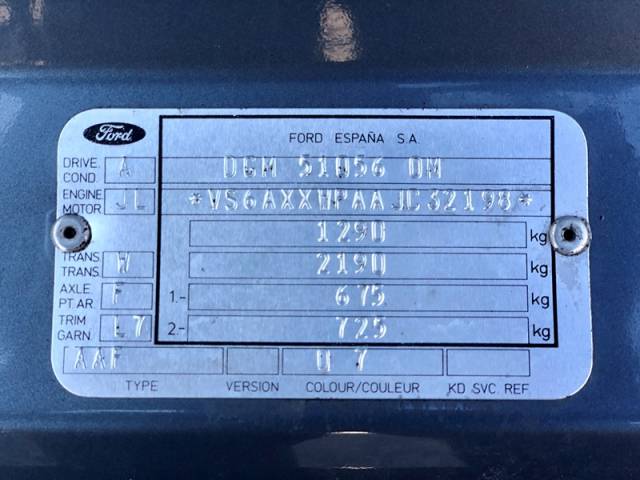 Ford
FORD ESPAÑA S.A.
DRIVE. COND. A DGM 51056 OM
ENGINE MOTOR JL *VS6AXXWPAAJC32198*
1290 kg
TRANS. TRANS. W 2190 kg
AXLE. PT.AR. F 1.- 675 kg
TRIM GARN. L7 2.- 725 kg
AAF U 7
TYPE VERSION COLOUR/COULEUR KD SVC REF.